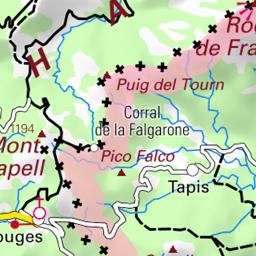 H
A
Ro
de Fra
Puig del Tourn
Corral
de la Falgarone
1194
Mont
apell
Pico Falco
Tapis
ouges